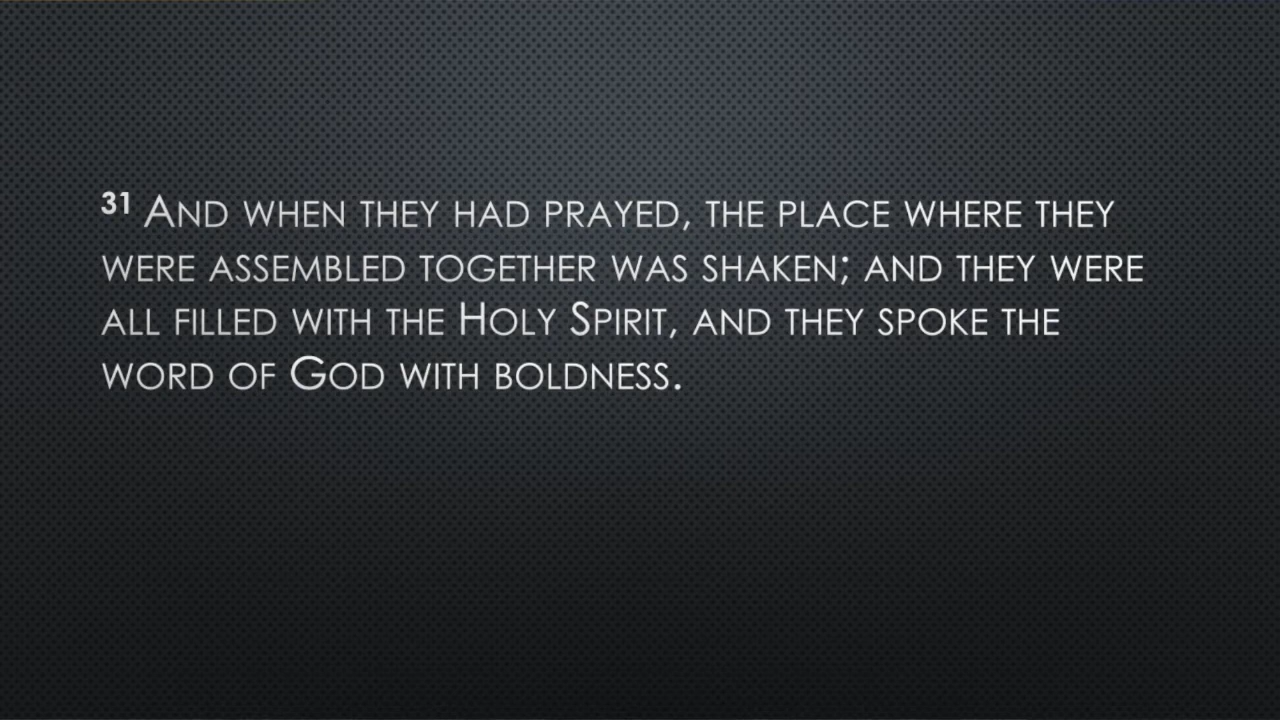 31 And when they had prayed, the place where they
were assembled together was shaken; and they were
all filled with the Holy Spirit, and they spoke the
word of God with boldness.